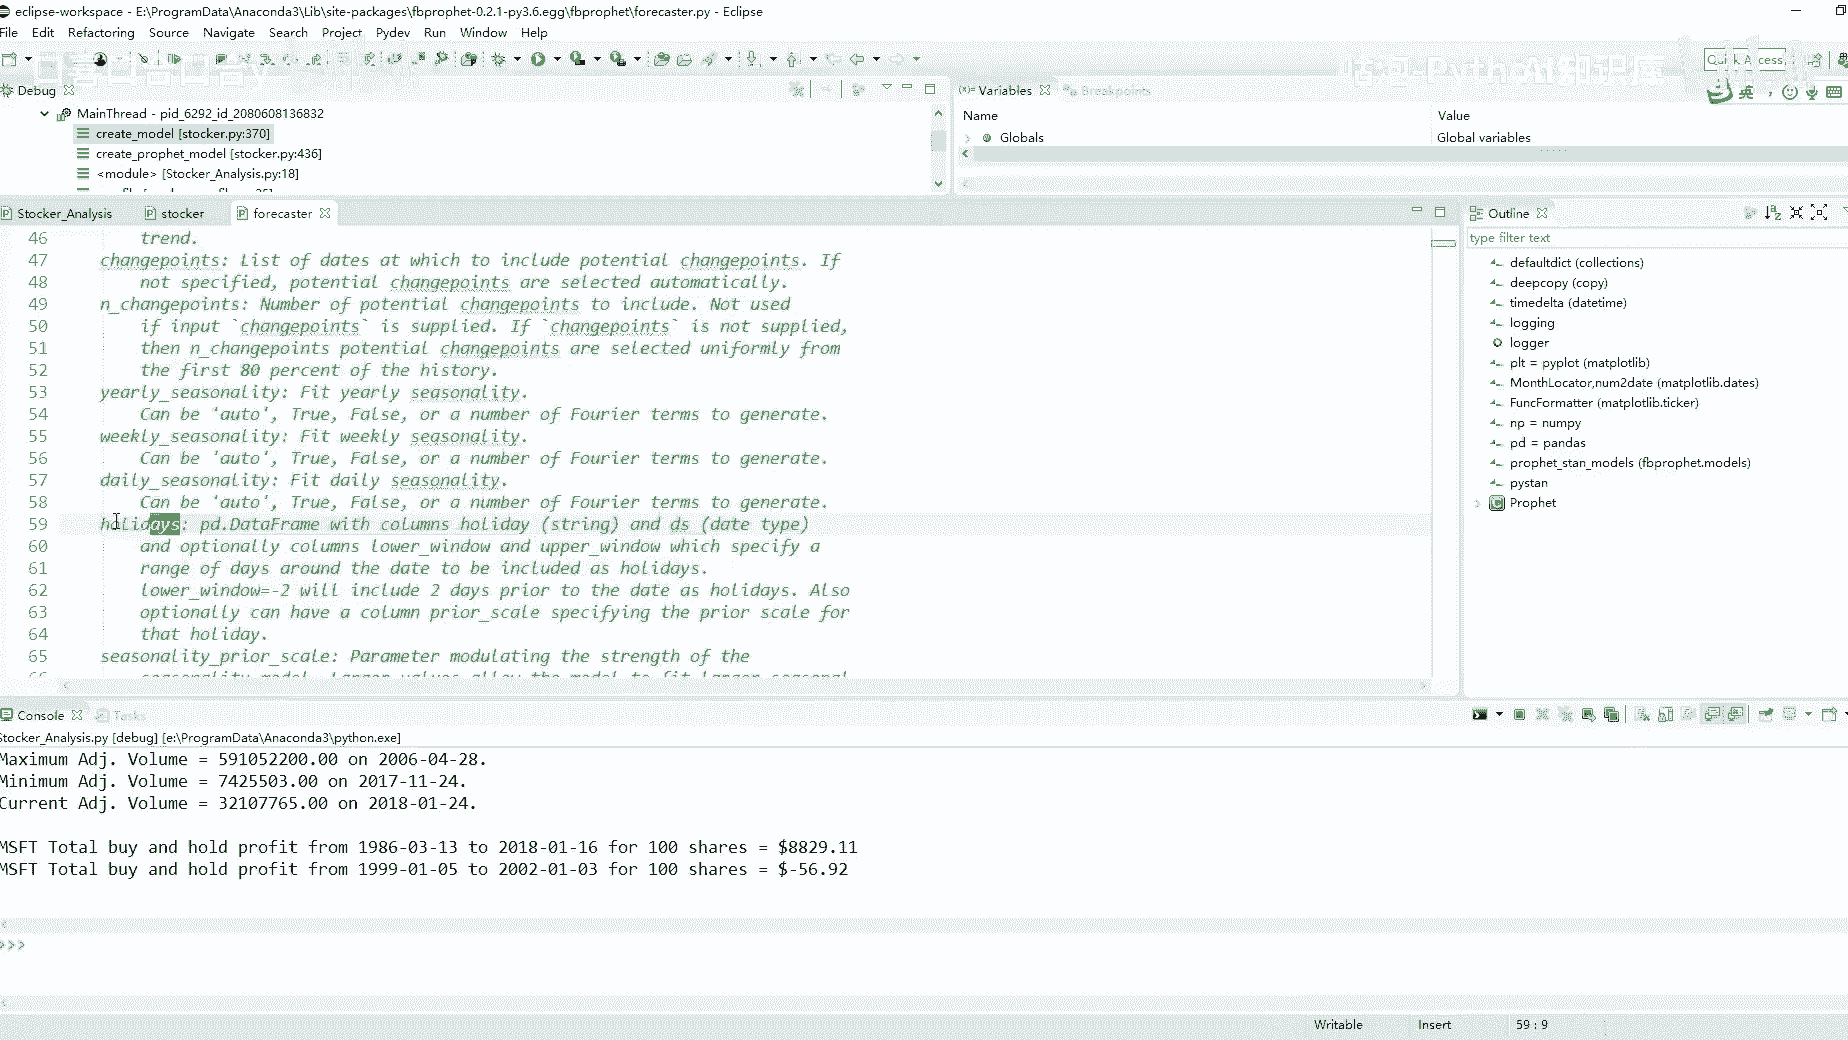 eclipse-workspace - E:\ProgramData\Anaconda3\Lib\site-packages\fbprophet-0.2.1-py3.6.egg\fbprophet\forecaster.py - Eclipse
File Edit Refactoring Source Navigate Search Project Pydev Run Window Help
Quick Access
Debug
MainThread - pid_6292_id_2080608136832
create_model [stocker.py:370]
create_prophet_model [stocker.py:436]
<module> [Stocker_Analysis.py:18]
(x)= Variables Breakpoints
Name Value
Globals Global variables
Stocker_Analysis stocker forecaster
46 trend.
47 changepoints: List of dates at which to include potential changepoints. If
48 not specified, potential changepoints are selected automatically.
49 n_changepoints: Number of potential changepoints to include. Not used
50 if input `changepoints` is supplied. If `changepoints` is not supplied,
51 then n_changepoints potential changepoints are selected uniformly from
52 the first 80 percent of the history.
53 yearly_seasonality: Fit yearly seasonality.
54 Can be 'auto', True, False, or a number of Fourier terms to generate.
55 weekly_seasonality: Fit weekly seasonality.
56 Can be 'auto', True, False, or a number of Fourier terms to generate.
57 daily_seasonality: Fit daily seasonality.
58 Can be 'auto', True, False, or a number of Fourier terms to generate.
59 holidays: pd.DataFrame with columns holiday (string) and ds (date type)
60 and optionally columns lower_window and upper_window which specify a
61 range of days around the date to be included as holidays.
62 lower_window=-2 will include 2 days prior to the date as holidays. Also
63 optionally can have a column prior_scale specifying the prior scale for
64 that holiday.
65 seasonality_prior_scale: Parameter modulating the strength of the
Outline
type filter text
defaultdict (collections)
deepcopy (copy)
timedelta (datetime)
logging
logger
plt = pyplot (matplotlib)
MonthLocator,num2date (matplotlib.dates)
FuncFormatter (matplotlib.ticker)
np = numpy
pd = pandas
prophet_stan_models (fbprophet.models)
pystan
Prophet
Console Tasks
Stocker_Analysis.py [debug] [e:\ProgramData\Anaconda3\python.exe]
Maximum Adj. Volume = 591052200.00 on 2006-04-28.
Minimum Adj. Volume = 7425503.00 on 2017-11-24.
Current Adj. Volume = 32107765.00 on 2018-01-24.
MSFT Total buy and hold profit from 1986-03-13 to 2018-01-16 for 100 shares = $8829.11
MSFT Total buy and hold profit from 1999-01-05 to 2002-01-03 for 100 shares = $-56.92
>>>
Writable Insert 59 : 9